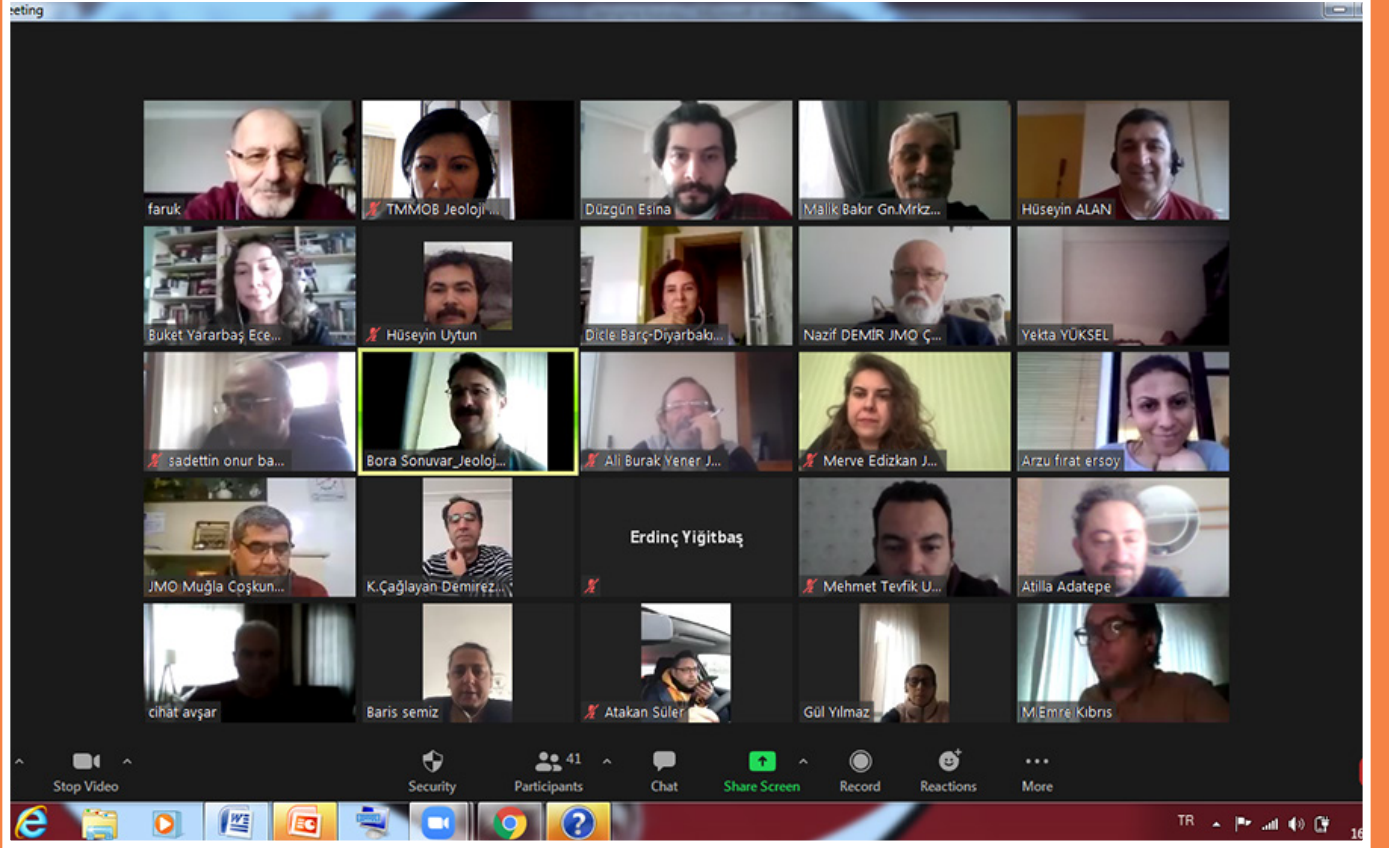 eeting
faruk
TMMOB Jeoloji ...
Düzgün Esina
Malik Bakır Gn.Mrkz...
Hüseyin ALAN
Buket Yararbaş Ece...
Hüseyin Uytun
Dicle Barç-Diyarbakı...
Nazif DEMİR JMO Ç...
Yekta YÜKSEL
sadettin onur ba...
Bora Sonuvar_Jeoloj...
Ali Burak Yener J...
Merve Edizkan J...
Arzu fırat ersoy
JMO Muğla Coşkun...
K.Çağlayan Demirez...
Erdinç Yiğitbaş
Mehmet Tevfik U...
Atilla Adatepe
cihat avşar
Baris semiz
Atakan Süler
Gül Yılmaz
M.Emre Kıbrıs
Stop Video
Security
41
Participants
Chat
Share Screen
Record
Reactions
More
TR
16